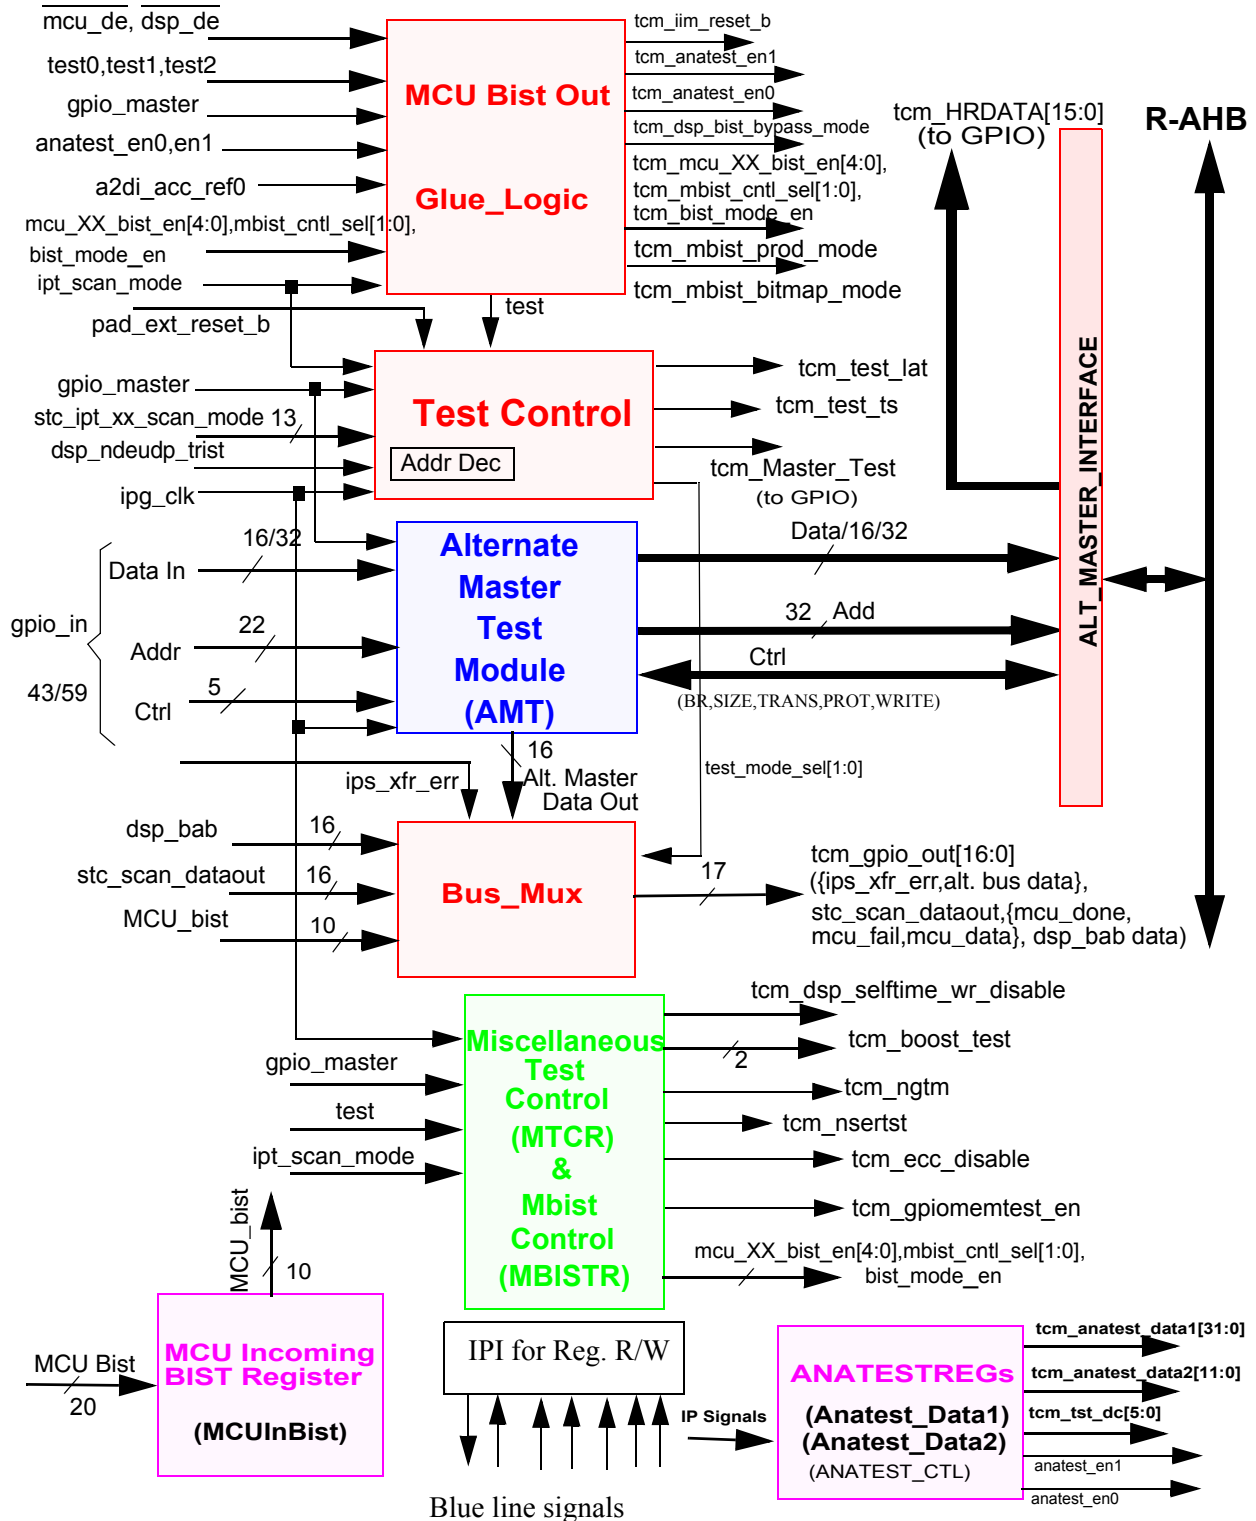 mcu_de, dsp_de
test0,test1,test2
gpio_master
anatest_en0,en1
a2di_acc_ref0
mcu_XX_bist_en[4:0],mbist_cntl_sel[1:0],
bist_mode_en
ipt_scan_mode
pad_ext_reset_b
MCU Bist Out
Glue_Logic
test
tcm_iim_reset_b
tcm_anatest_en1
tcm_anatest_en0
tcm_dsp_bist_bypass_mode
tcm_mcu_XX_bist_en[4:0],
tcm_mbist_cntl_sel[1:0],
tcm_bist_mode_en
tcm_mbist_prod_mode
tcm_mbist_bitmap_mode
tcm_HRDATA[15:0]
(to GPIO)
R-AHB
ALT_MASTER_INTERFACE
gpio_master
stc_ipt_xx_scan_mode 13
dsp_ndeudp_trist
ipg_clk
Test Control
Addr Dec
tcm_test_lat
tcm_test_ts
tcm_Master_Test
(to GPIO)
gpio_in
43/59
Data In
16/32
Addr
22
Ctrl
5
Alternate
Master
Test
Module
(AMT)
Data/16/32
32 Add
Ctrl
(BR,SIZE,TRANS,PROT,WRITE)
test_mode_sel[1:0]
ips_xfr_err
16
Alt. Master
Data Out
dsp_bab
16
stc_scan_dataout
16
MCU_bist
10
Bus_Mux
17
tcm_gpio_out[16:0]
({ips_xfr_err,alt. bus data},
stc_scan_dataout,{mcu_done,
mcu_fail,mcu_data}, dsp_bab data)
gpio_master
test
ipt_scan_mode
Miscellaneous
Test
Control
(MTCR)
&
Mbist
Control
(MBISTR)
tcm_dsp_selftime_wr_disable
2
tcm_boost_test
tcm_ngtm
tcm_nsertst
tcm_ecc_disable
tcm_gpiomemtest_en
mcu_XX_bist_en[4:0],mbist_cntl_sel[1:0],
bist_mode_en
MCU_bist
10
MCU Bist
20
MCU Incoming
BIST Register
(MCUInBist)
IPI for Reg. R/W
Blue line signals
IP Signals
ANATESTREGs
(Anatest_Data1)
(Anatest_Data2)
(ANATEST_CTL)
tcm_anatest_data1[31:0]
tcm_anatest_data2[11:0]
tcm_tst_dc[5:0]
anatest_en1
anatest_en0